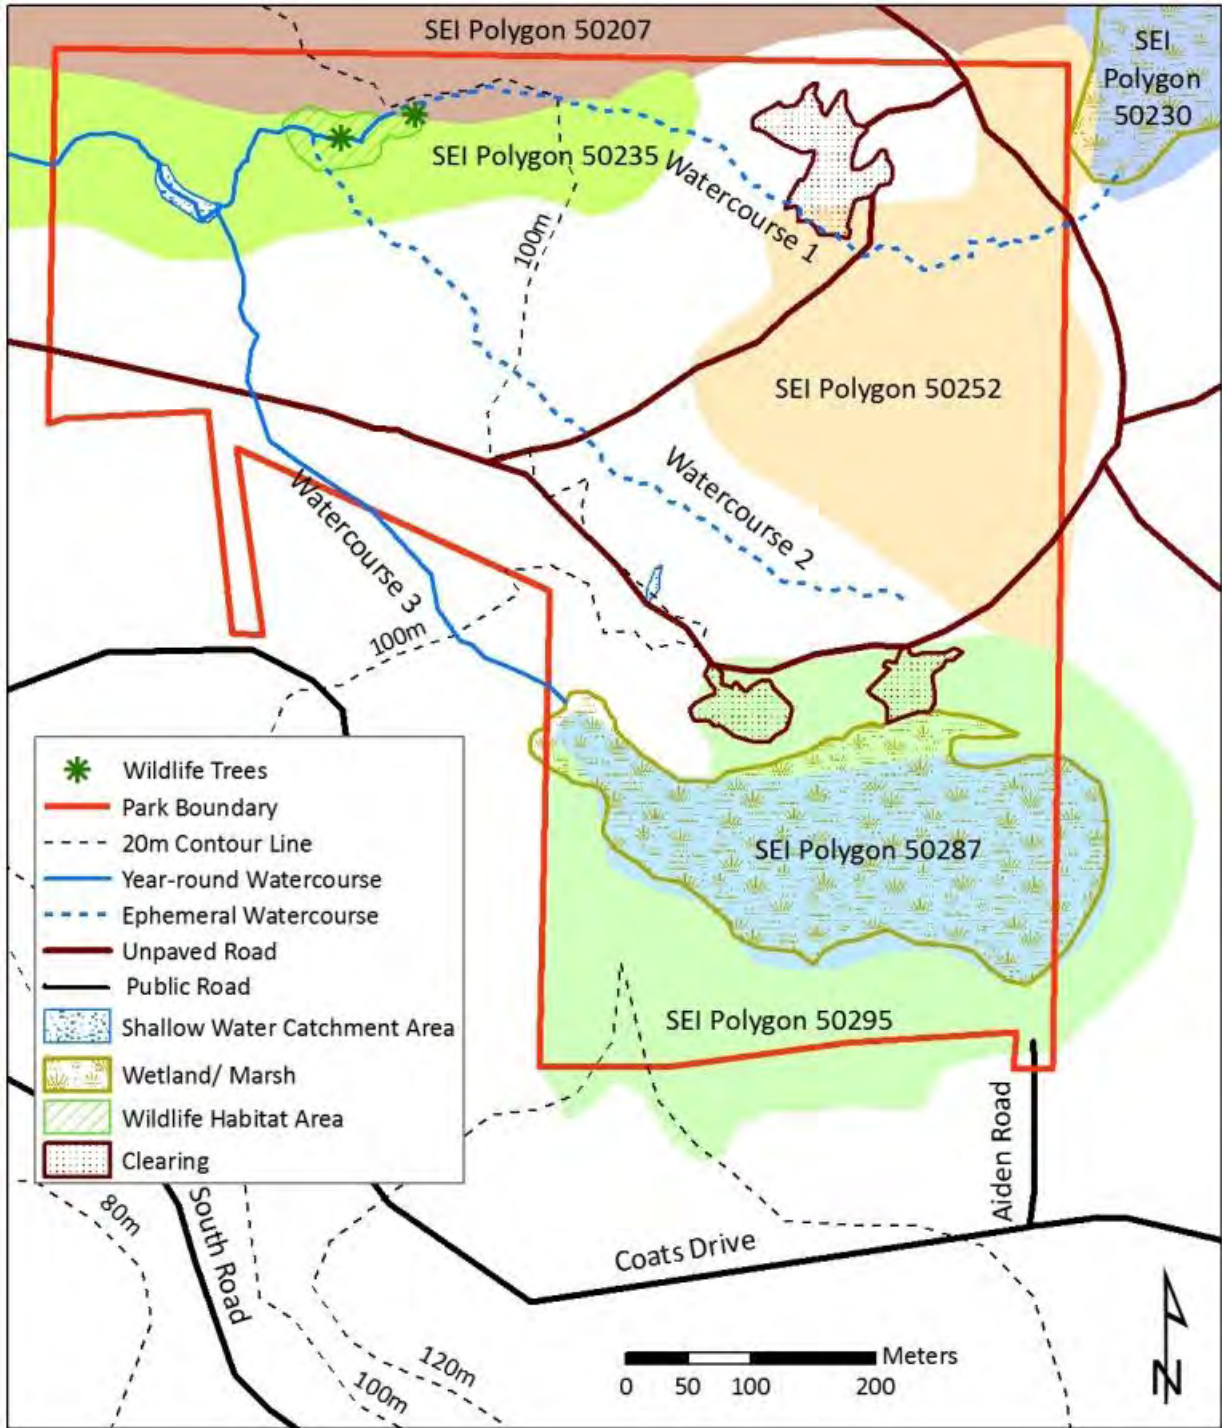 SEI Polygon 50207
SEI
Polygon
50230
SEI Polygon 50235
Watercourse 1
100m
SEI Polygon 50252
Watercourse 2
Watercourse 3
100m
Wildlife Trees
Park Boundary
20m Contour Line
Year-round Watercourse
Ephemeral Watercourse
Unpaved Road
Public Road
Shallow Water Catchment Area
Wetland/ Marsh
Wildlife Habitat Area
Clearing
SEI Polygon 50287
SEI Polygon 50295
Aiden Road
80m
South Road
Coats Drive
120m
100m
Meters
0 50 100 200
N